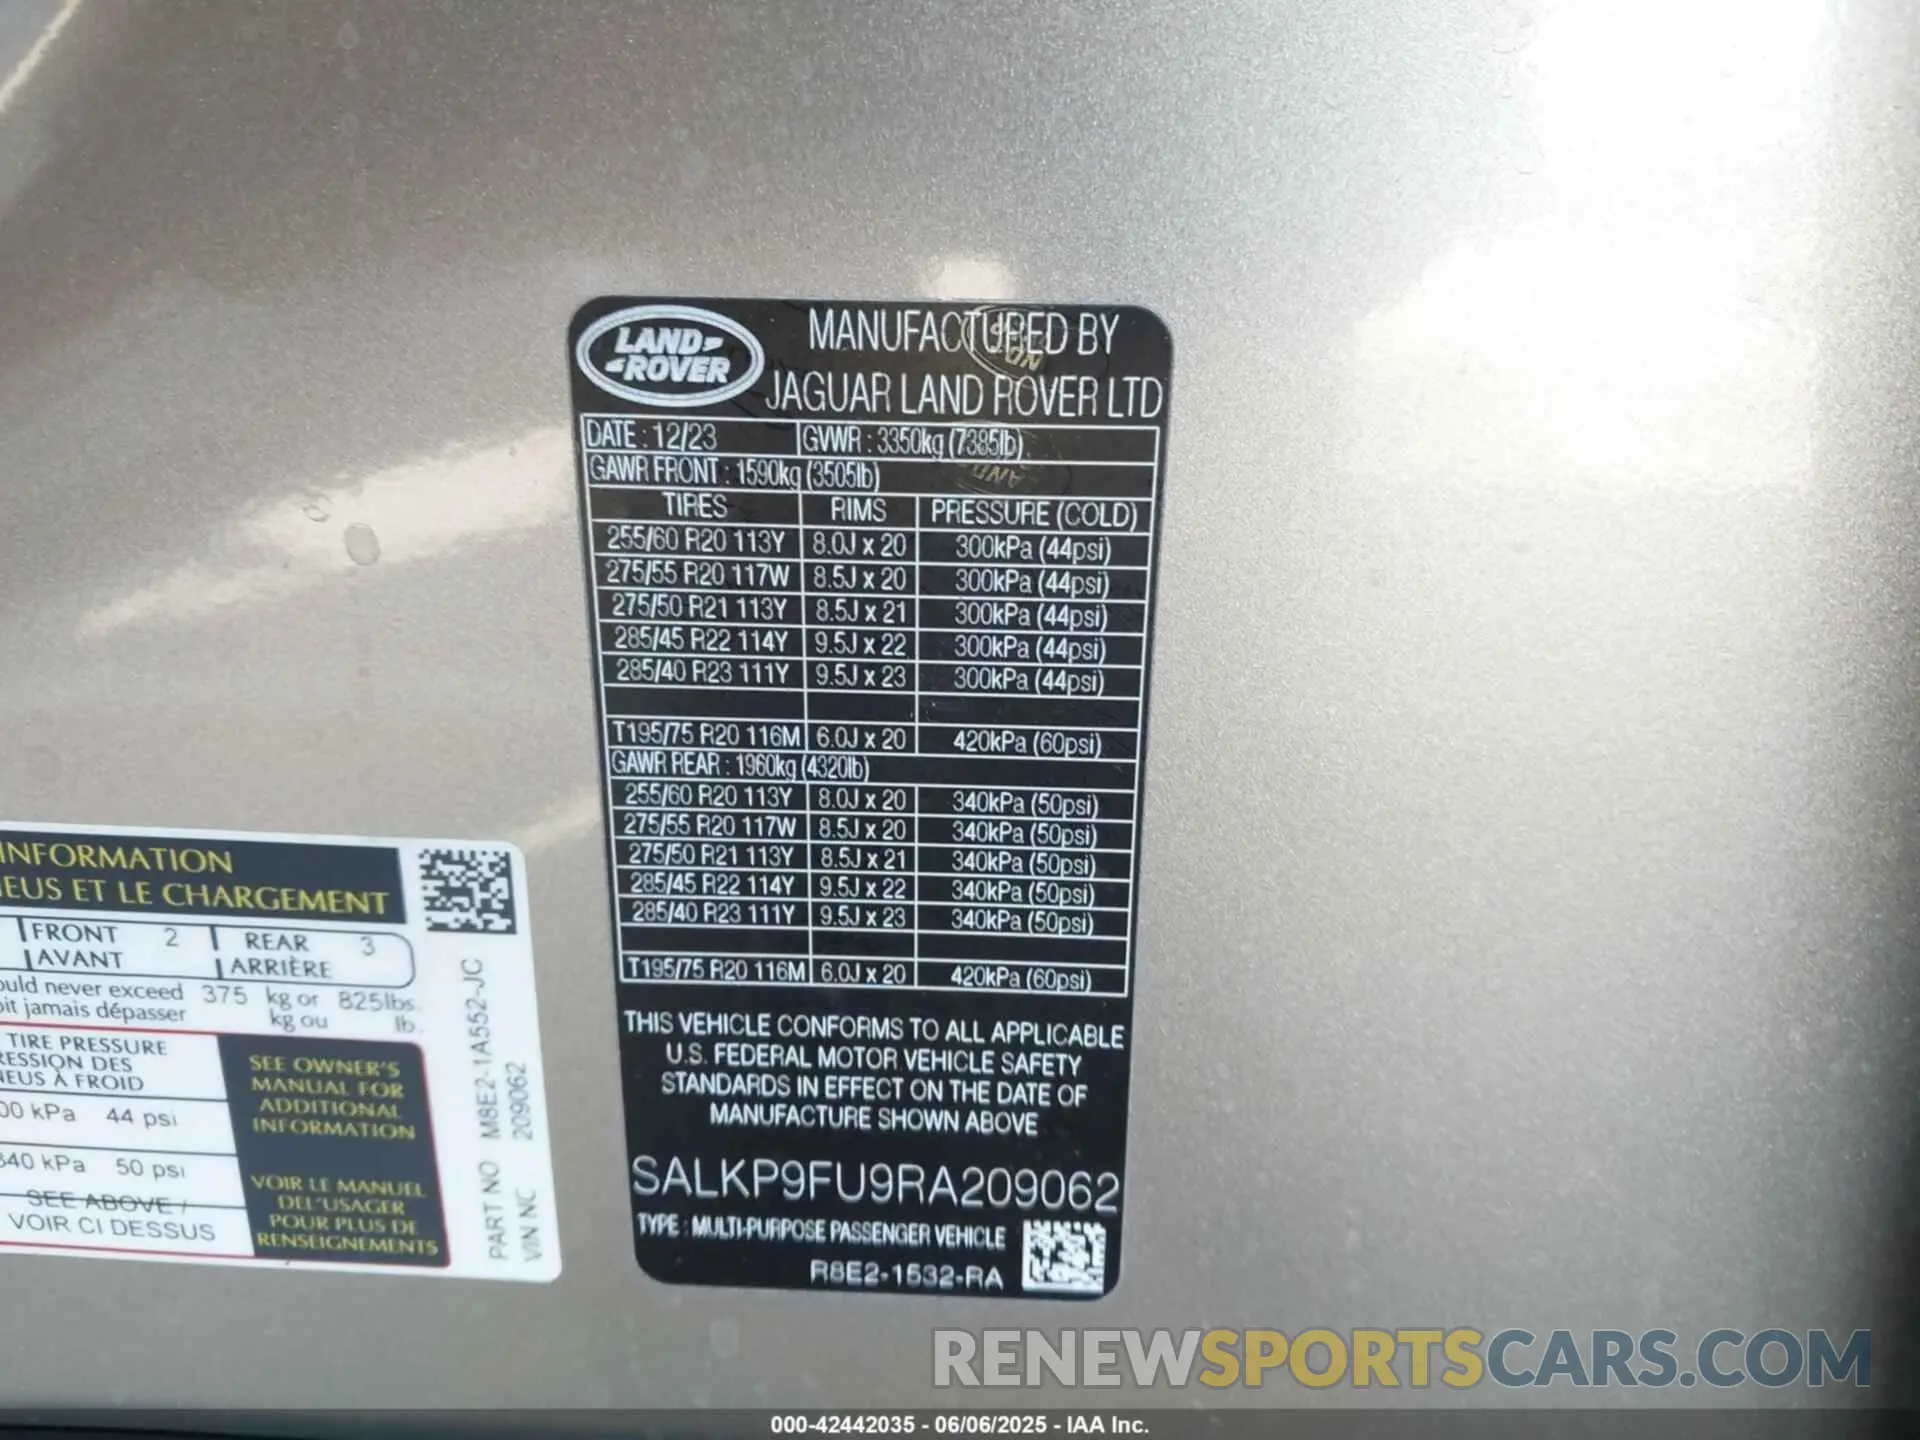 LAND
ROVER
MANUFACTURED BY
JAGUAR LAND ROVER LTD
DATE : 12/23 GVWR : 3350kg (7385lb)
GAWR FRONT : 1590kg (3505lb)
TIRES RIMS PRESSURE (COLD)
255/60 R20 113Y 8.0J x 20 300kPa (44psi)
275/55 R20 117W 8.5J x 20 300kPa (44psi)
275/50 R21 113Y 8.5J x 21 300kPa (44psi)
285/45 R22 114Y 9.5J x 22 300kPa (44psi)
285/40 R23 111Y 9.5J x 23 300kPa (44psi)
T195/75 R20 116M 6.0J x 20 420kPa (60psi)
GAWR REAR : 1960kg (4320lb)
255/60 R20 113Y 8.0J x 20 340kPa (50psi)
275/55 R20 117W 8.5J x 20 340kPa (50psi)
275/50 R21 113Y 8.5J x 21 340kPa (50psi)
285/45 R22 114Y 9.5J x 22 340kPa (50psi)
285/40 R23 111Y 9.5J x 23 340kPa (50psi)
T195/75 R20 116M 6.0J x 20 420kPa (60psi)
THIS VEHICLE CONFORMS TO ALL APPLICABLE
U.S. FEDERAL MOTOR VEHICLE SAFETY
STANDARDS IN EFFECT ON THE DATE OF
MANUFACTURE SHOWN ABOVE
SALKP9FU9RA209062
TYPE : MULTI-PURPOSE PASSENGER VEHICLE
R8E2-1532-RA
INFORMATION
EUS ET LE CHARGEMENT
FRONT 2 REAR 3
AVANT ARRIÈRE
ould never exceed 375 kg or 825lbs.
oit jamais dépasser kg ou lb.
TIRE PRESSURE
ESSION DES
NEUS À FROID
00 kPa 44 psi
340 kPa 50 psi
SEE ABOVE /
VOIR CI DESSUS
SEE OWNER'S
MANUAL FOR
ADDITIONAL
INFORMATION
VOIR LE MANUEL
DEL'USAGER
POUR PLUS DE
RENSEIGNEMENTS
PART NO M8E2-1A552-JC
VIN NC 209062
RENEWSPORTSCARS.COM
000-42442035 - 06/06/2025 - IAA Inc.